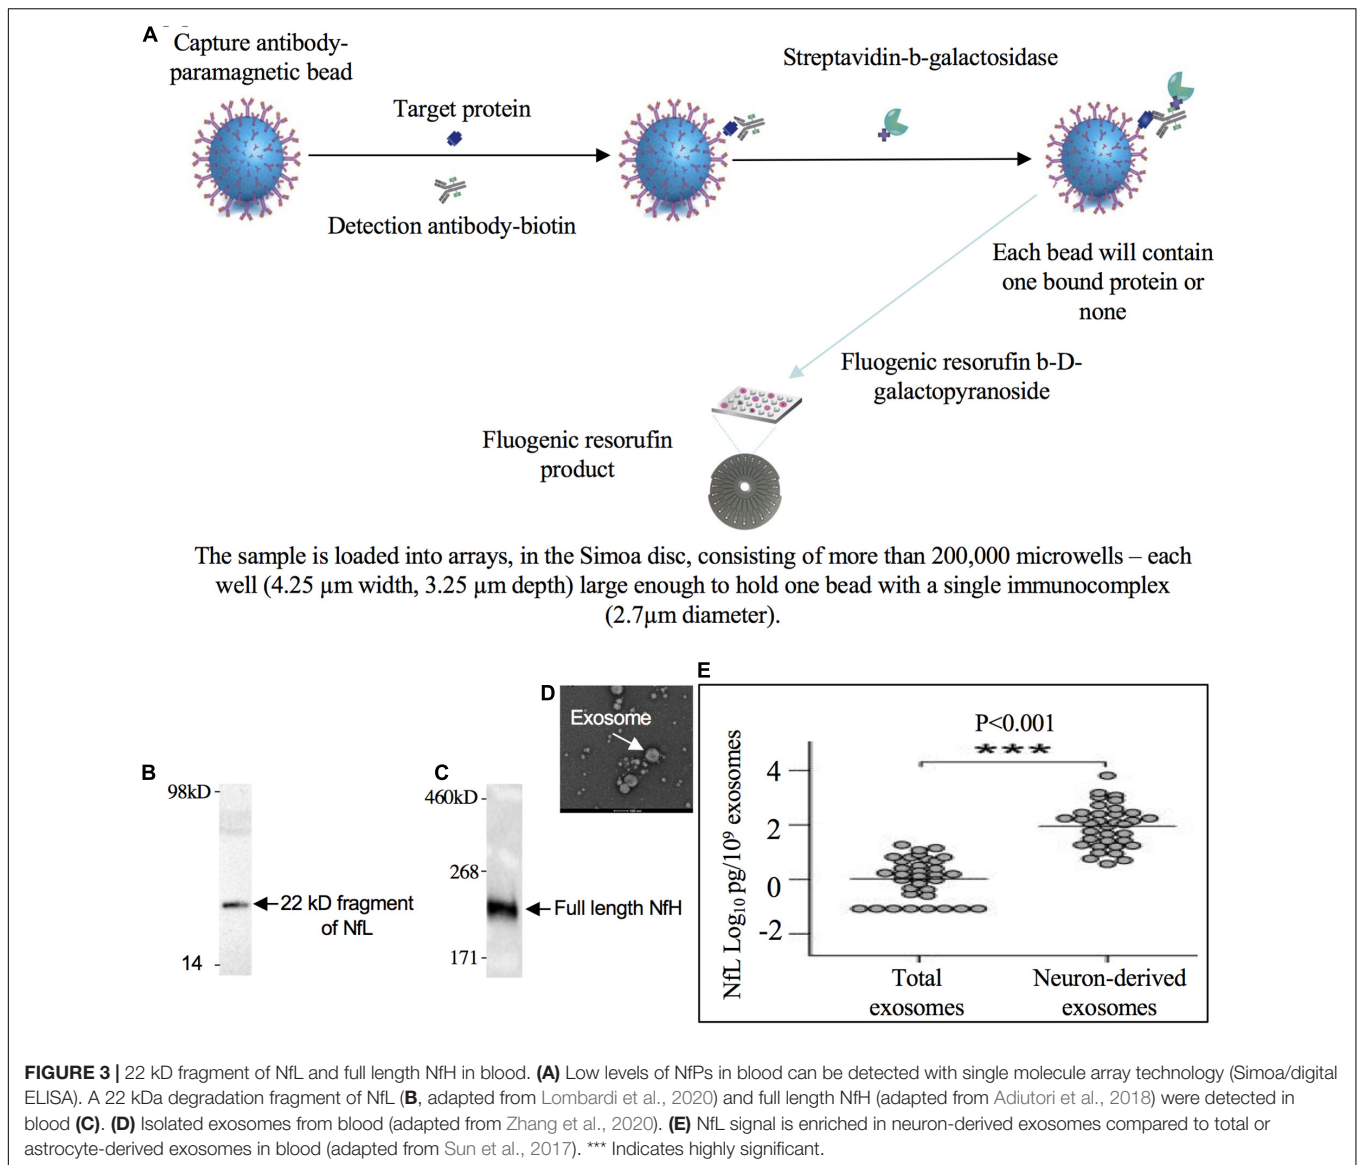 A
Capture antibody-
paramagnetic bead
Target protein
Detection antibody-biotin
Streptavidin-b-galactosidase
Each bead will contain
one bound protein or
none
Fluogenic resorufin b-D-
galactopyranoside
Fluogenic resorufin
product
The sample is loaded into arrays, in the Simoa disc, consisting of more than 200,000 microwells – each
well (4.25 µm width, 3.25 µm depth) large enough to hold one bead with a single immunocomplex
(2.7µm diameter).
B
98kD
22 kD fragment
of NfL
14
C
460kD
268
Full length NfH
171
D
Exosome
E
P<0.001
***
NfL Log₁₀ pg/10⁹ exosomes
4
2
0
-2
Total
exosomes
Neuron-derived
exosomes
FIGURE 3 | 22 kD fragment of NfL and full length NfH in blood. (A) Low levels of NfPs in blood can be detected with single molecule array technology (Simoa/digital
ELISA). A 22 kDa degradation fragment of NfL (B, adapted from Lombardi et al., 2020) and full length NfH (adapted from Adiutori et al., 2018) were detected in
blood (C). (D) Isolated exosomes from blood (adapted from Zhang et al., 2020). (E) NfL signal is enriched in neuron-derived exosomes compared to total or
astrocyte-derived exosomes in blood (adapted from Sun et al., 2017). *** Indicates highly significant.